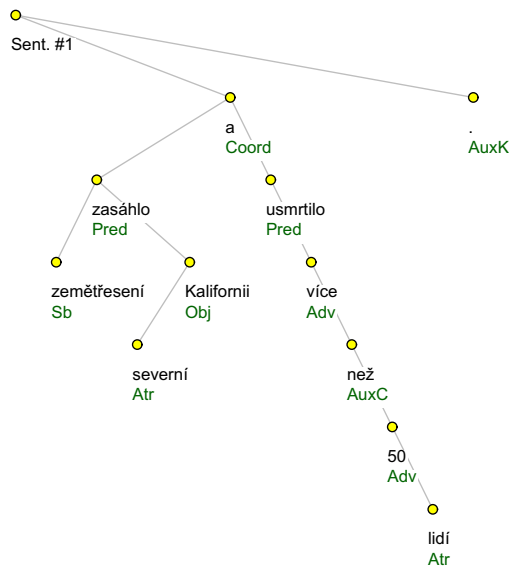 Sent. #1
a
Coord
.
AuxK
zasáhlo
Pred
usmrtilo
Pred
zemětřesení
Sb
Kalifornii
Obj
více
Adv
severní
Atr
než
AuxC
50
Adv
lidí
Atr